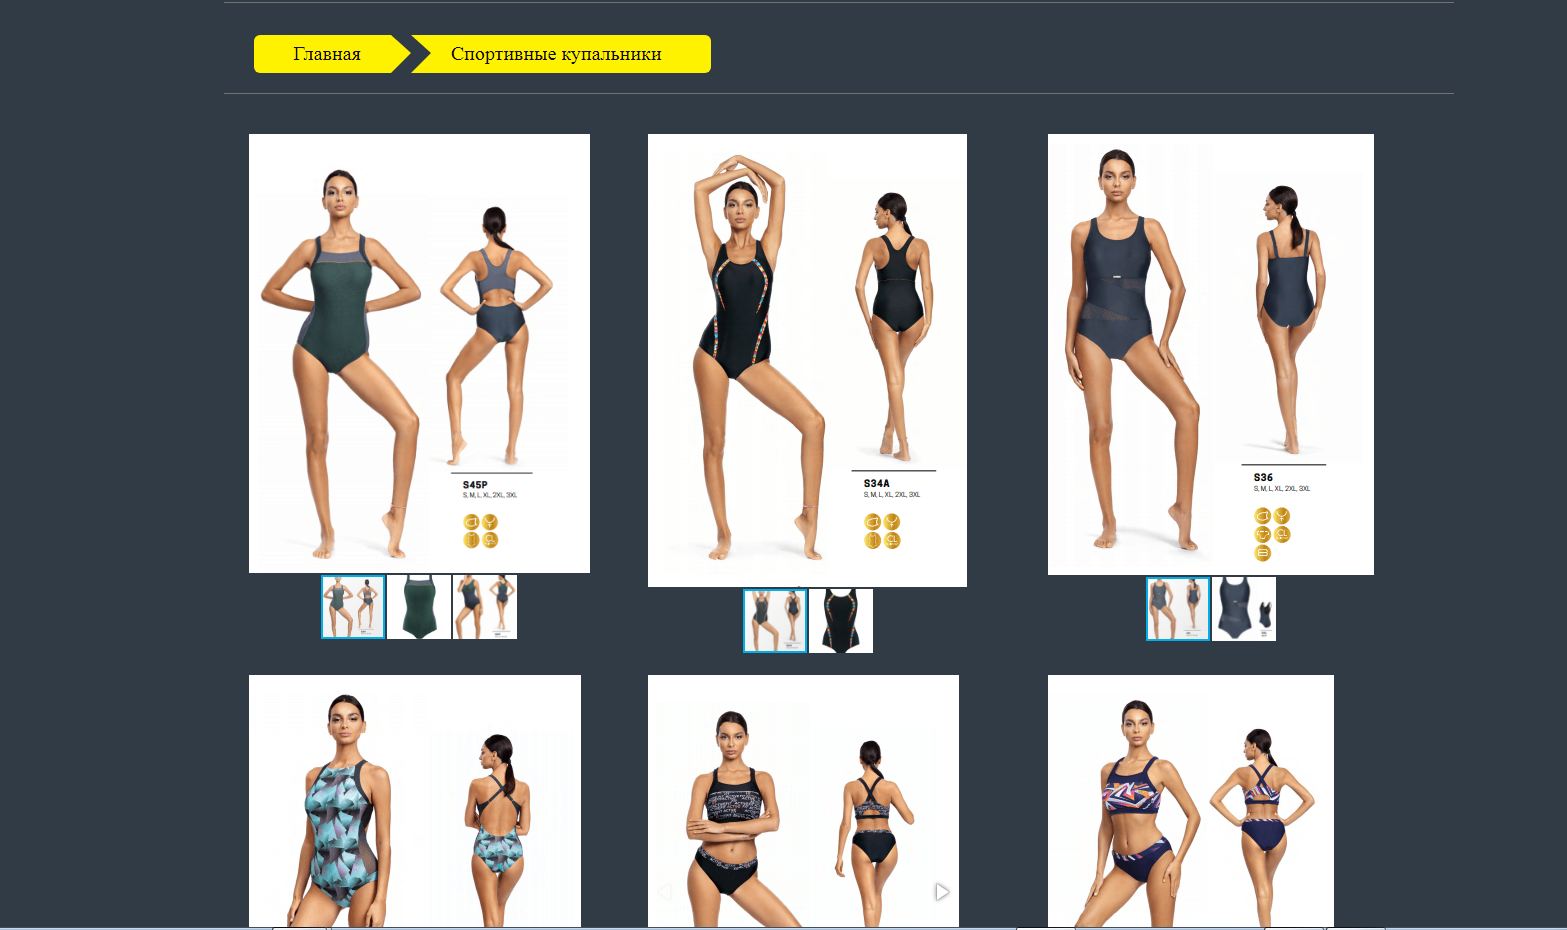 Главная
Спортивные купальники
S45P
S, M, L, XL, 2XL, 3XL
S34A
S, M, L, XL, 2XL, 3XL
S36
S, M, L, XL, 2XL, 3XL